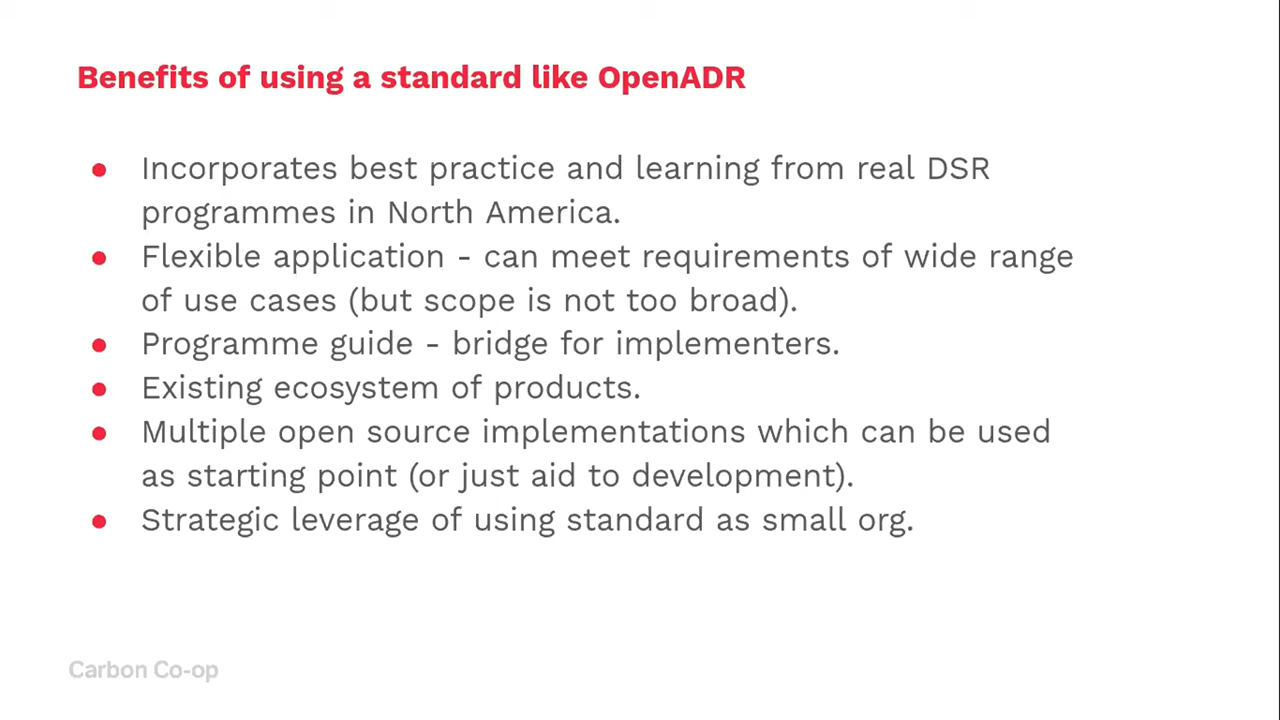 Benefits of using a standard like OpenADR
● Incorporates best practice and learning from real DSR
programmes in North America.
● Flexible application - can meet requirements of wide range
of use cases (but scope is not too broad).
● Programme guide - bridge for implementers.
● Existing ecosystem of products.
● Multiple open source implementations which can be used
as starting point (or just aid to development).
● Strategic leverage of using standard as small org.
Carbon Co-op